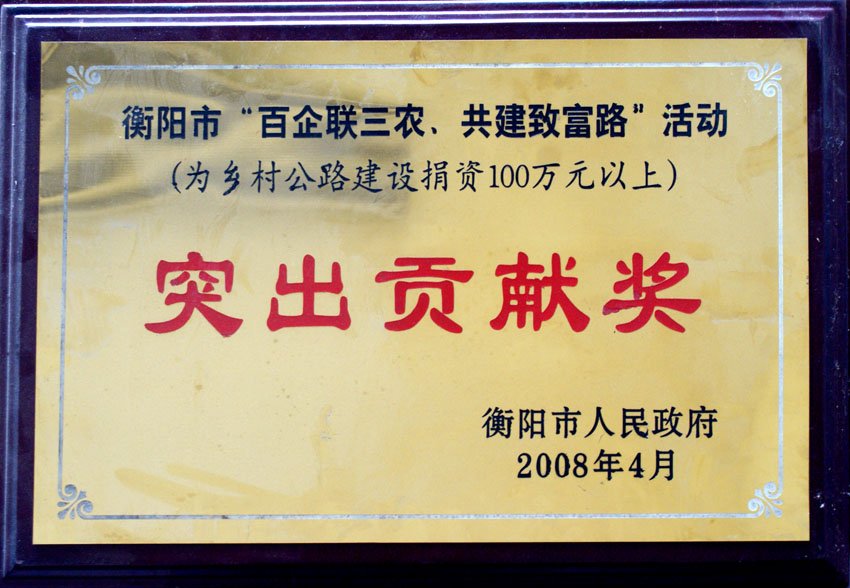 衡阳市“百企联三农、共建致富路”活动
(为乡村公路建设捐资100万元以上)
突出贡献奖
衡阳市人民政府
2008年4月